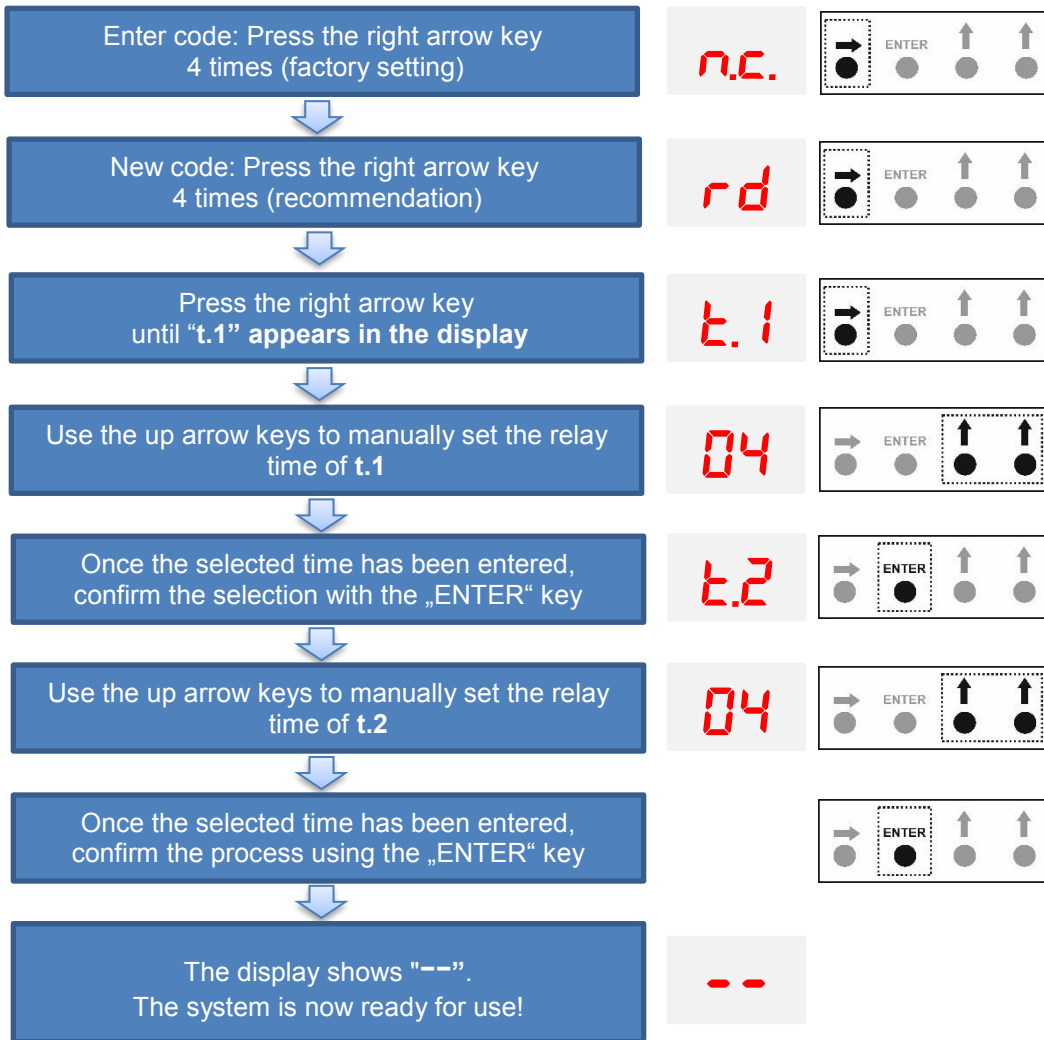 Enter code: Press the right arrow key
4 times (factory setting)
n.c.
ENTER
New code: Press the right arrow key
4 times (recommendation)
rd
ENTER
Press the right arrow key
until “t.1” appears in the display
t.1
ENTER
Use the up arrow keys to manually set the relay
time of t.1
04
ENTER
Once the selected time has been entered,
confirm the selection with the „ENTER“ key
t.2
ENTER
Use the up arrow keys to manually set the relay
time of t.2
04
ENTER
Once the selected time has been entered,
confirm the process using the „ENTER“ key
ENTER
The display shows "−−”.
The system is now ready for use!
--